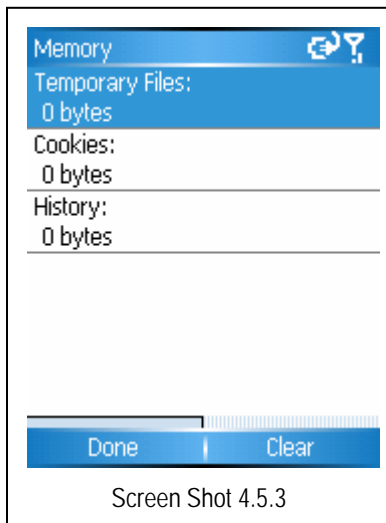 Memory
Temporary Files:
0 bytes
Cookies:
0 bytes
History:
0 bytes
Done Clear
Screen Shot 4.5.3